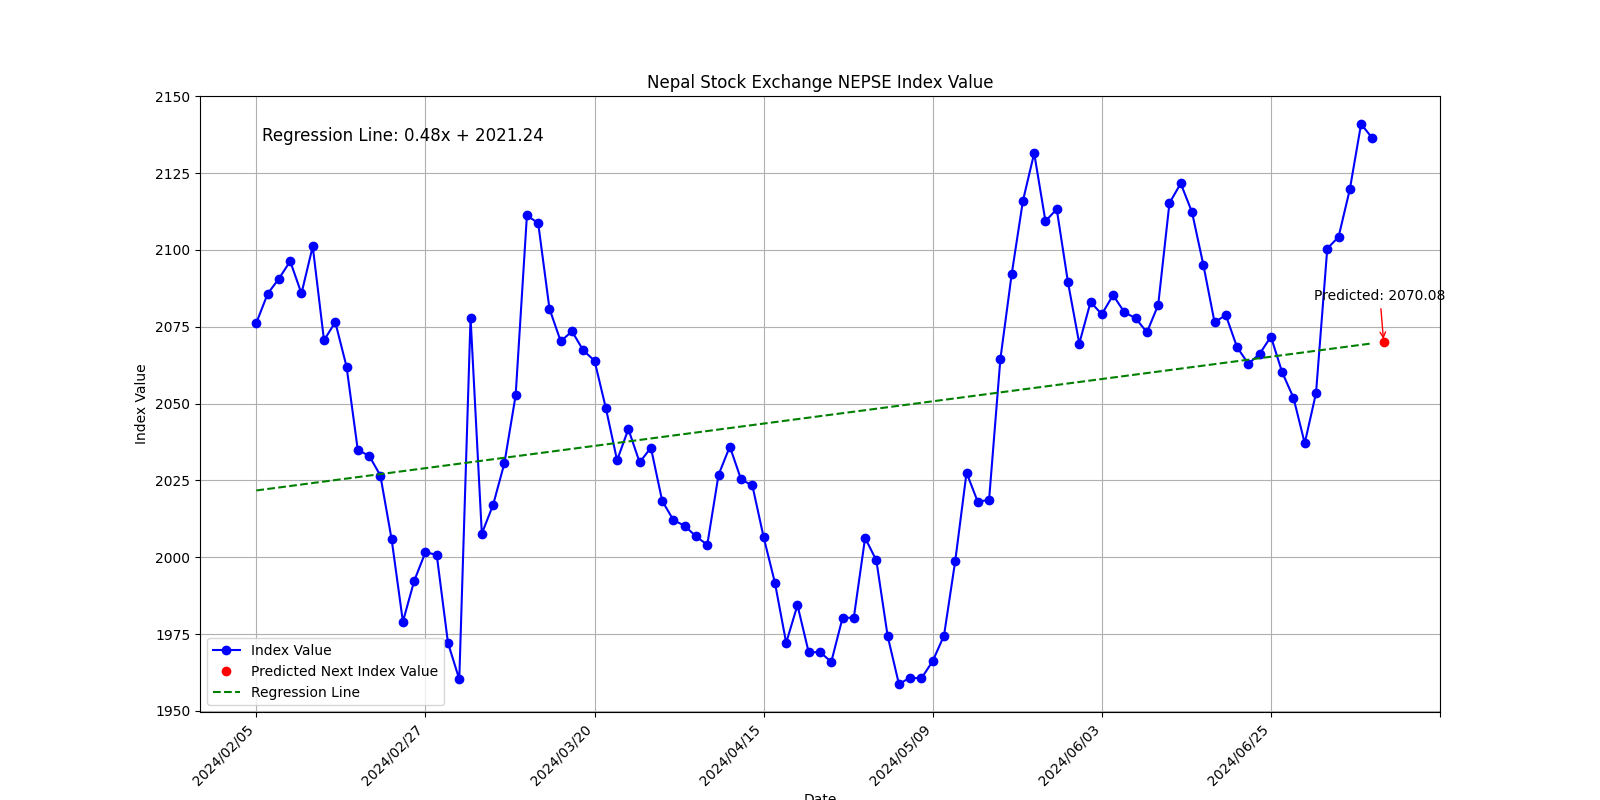 Nepal Stock Exchange NEPSE Index Value
Regression Line: 0.48x + 2021.24
Predicted: 2070.08
Index Value
2150
2125
2100
2075
2050
2025
2000
1975
1950
Index Value
Predicted Next Index Value
Regression Line
2024/02/05
2024/02/27
2024/03/20
2024/04/15
2024/05/09
2024/06/03
2024/06/25
Date